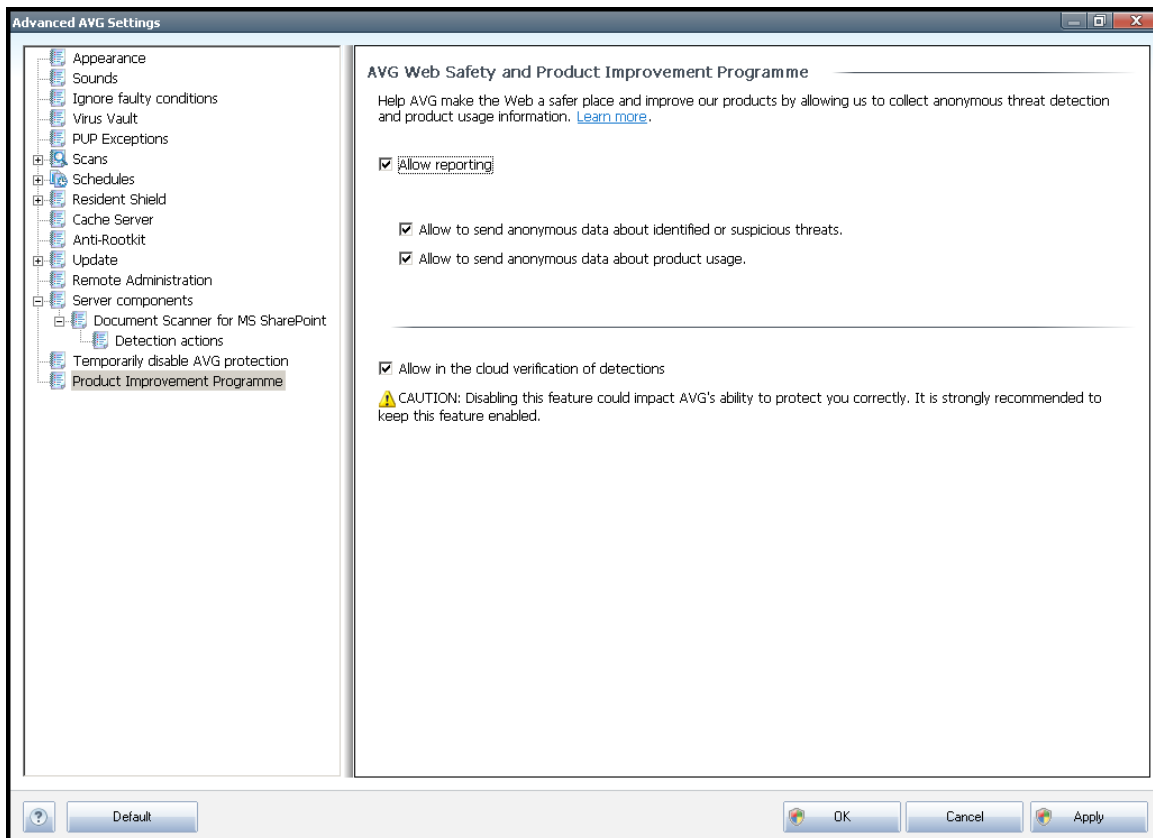 Advanced AVG Settings
Appearance
Sounds
Ignore faulty conditions
Virus Vault
PUP Exceptions
Scans
Schedules
Resident Shield
Cache Server
Anti-Rootkit
Update
Remote Administration
Server components
Document Scanner for MS SharePoint
Detection actions
Temporarily disable AVG protection
Product Improvement Programme
AVG Web Safety and Product Improvement Programme
Help AVG make the Web a safer place and improve our products by allowing us to collect anonymous threat detection
and product usage information. Learn more.
Allow reporting
Allow to send anonymous data about identified or suspicious threats.
Allow to send anonymous data about product usage.
Allow in the cloud verification of detections
CAUTION: Disabling this feature could impact AVG's ability to protect you correctly. It is strongly recommended to
keep this feature enabled.
?
Default
OK
Cancel
Apply